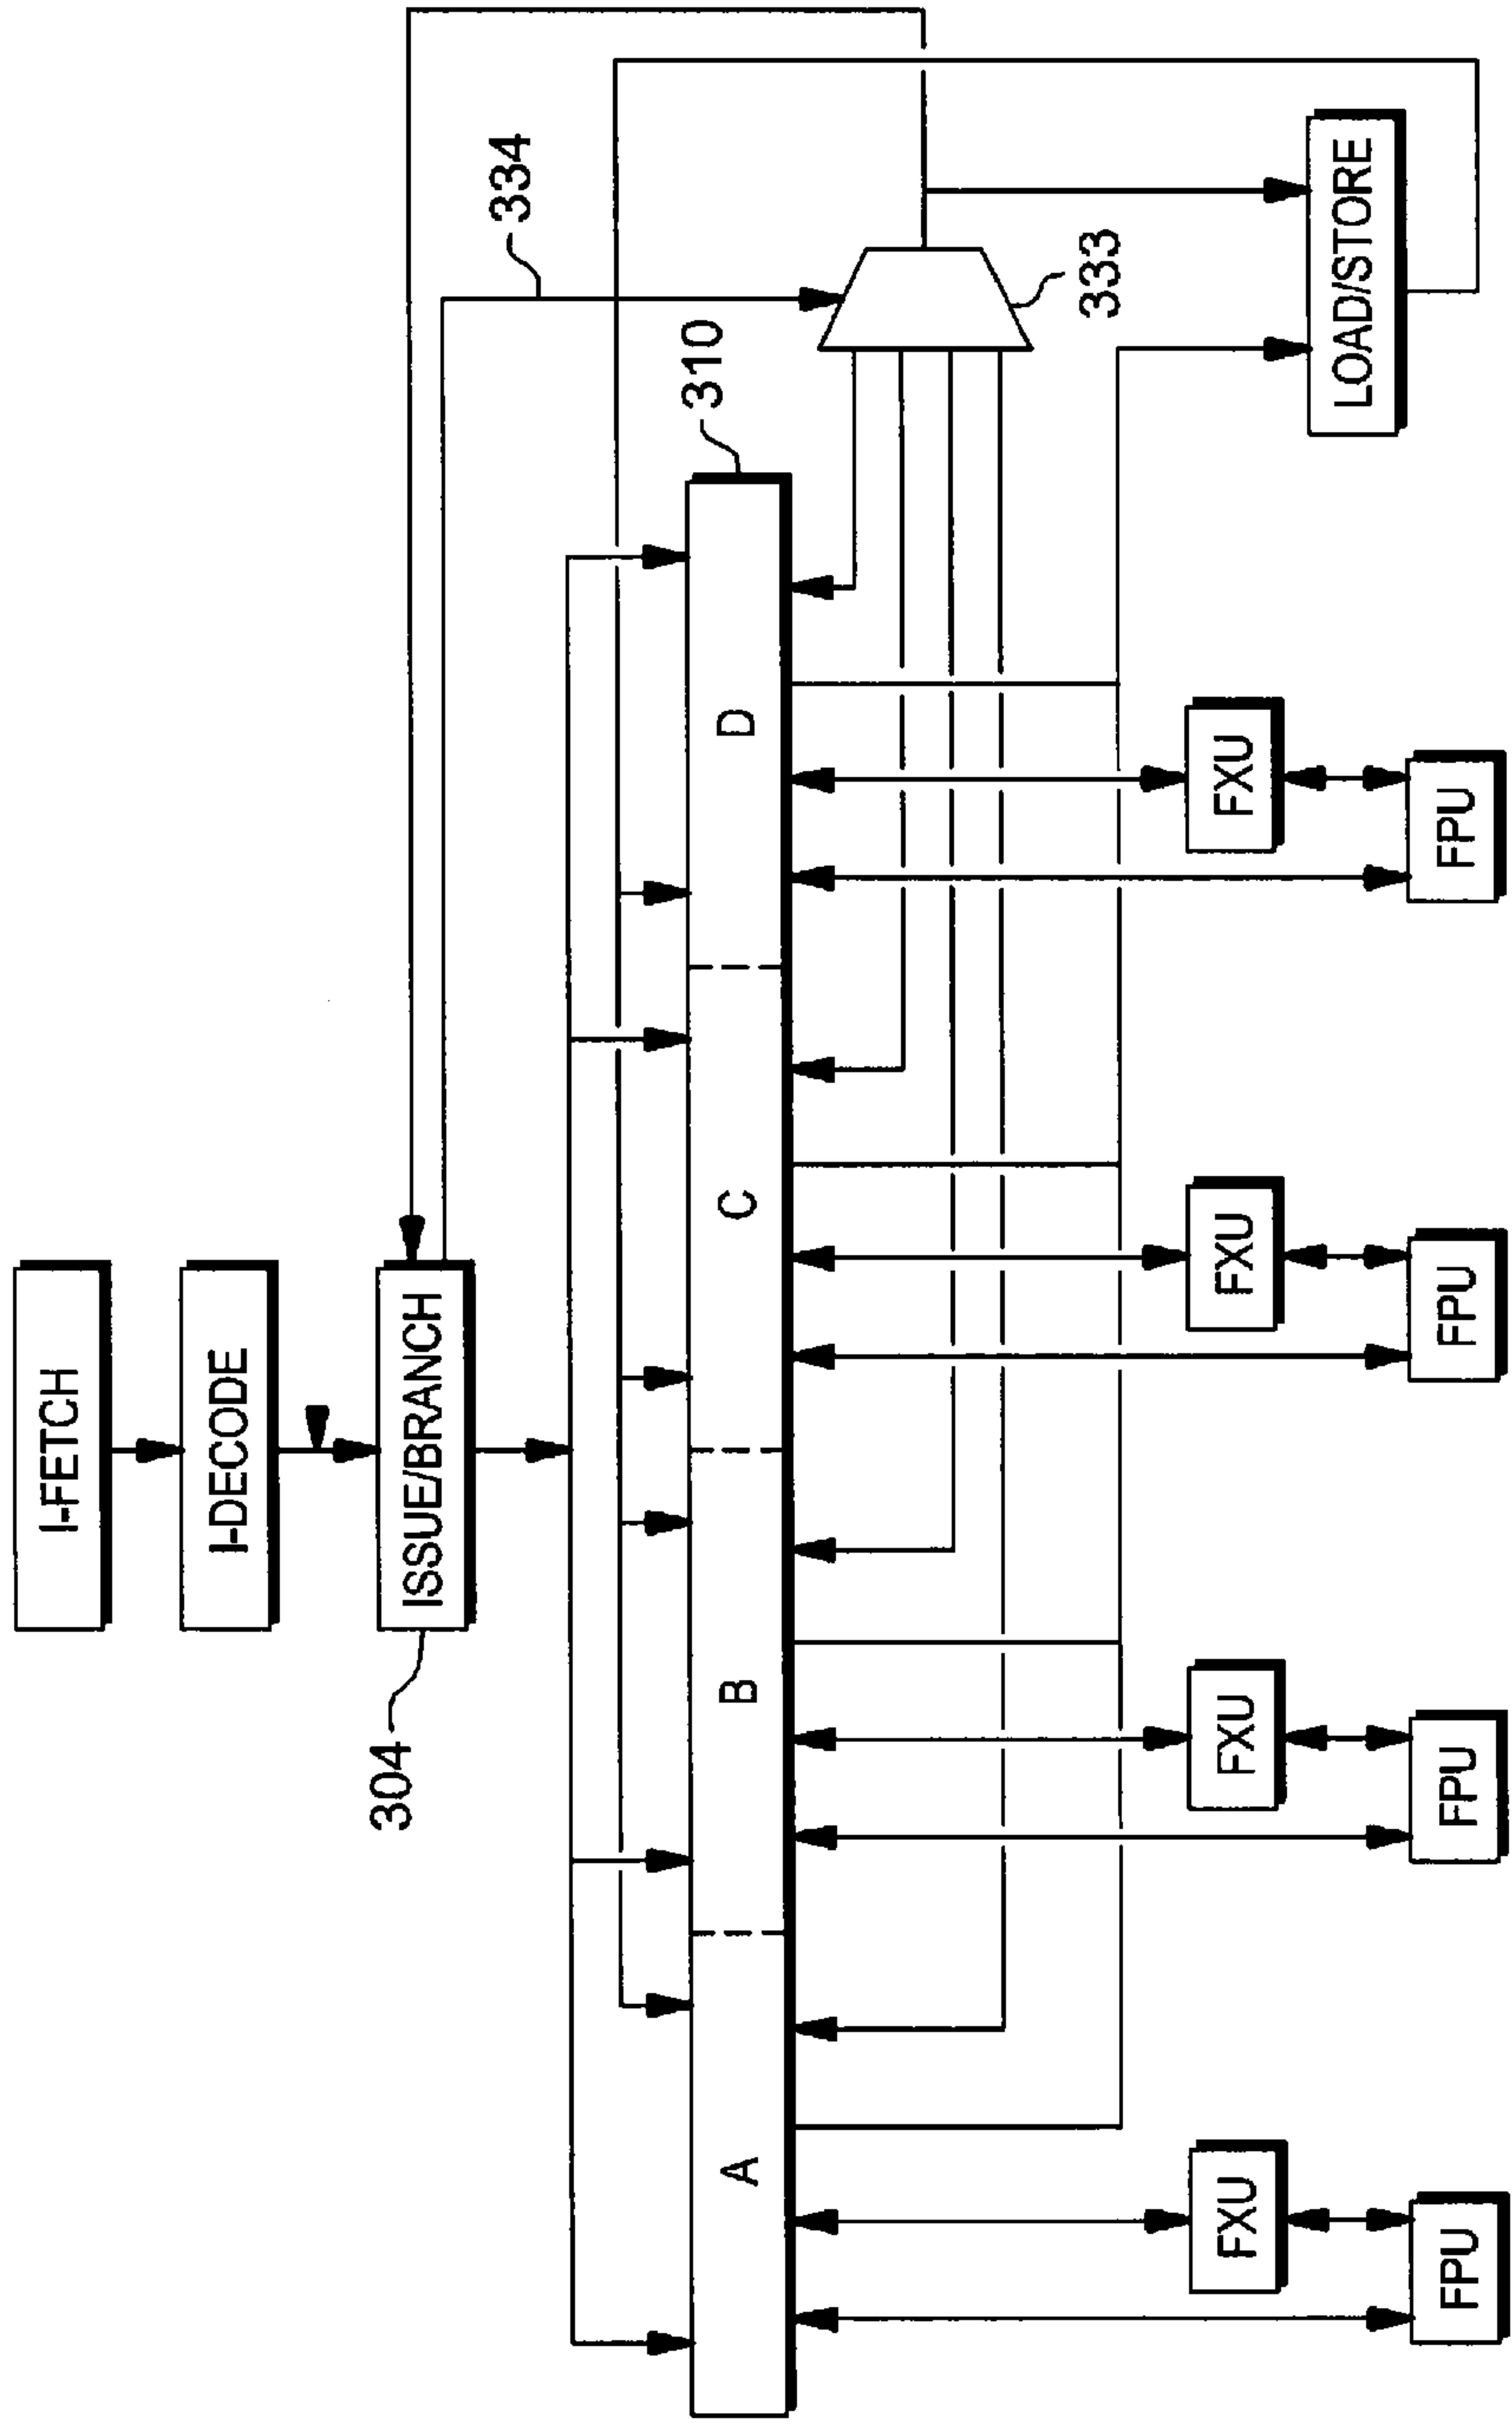 I-FETCH
I-DECODE
304
ISSUE/BRANCH
334
310
A
B
C
D
333
FXU
FXU
FXU
FXU
LOAD/STORE
FPU
FPU
FPU
FPU